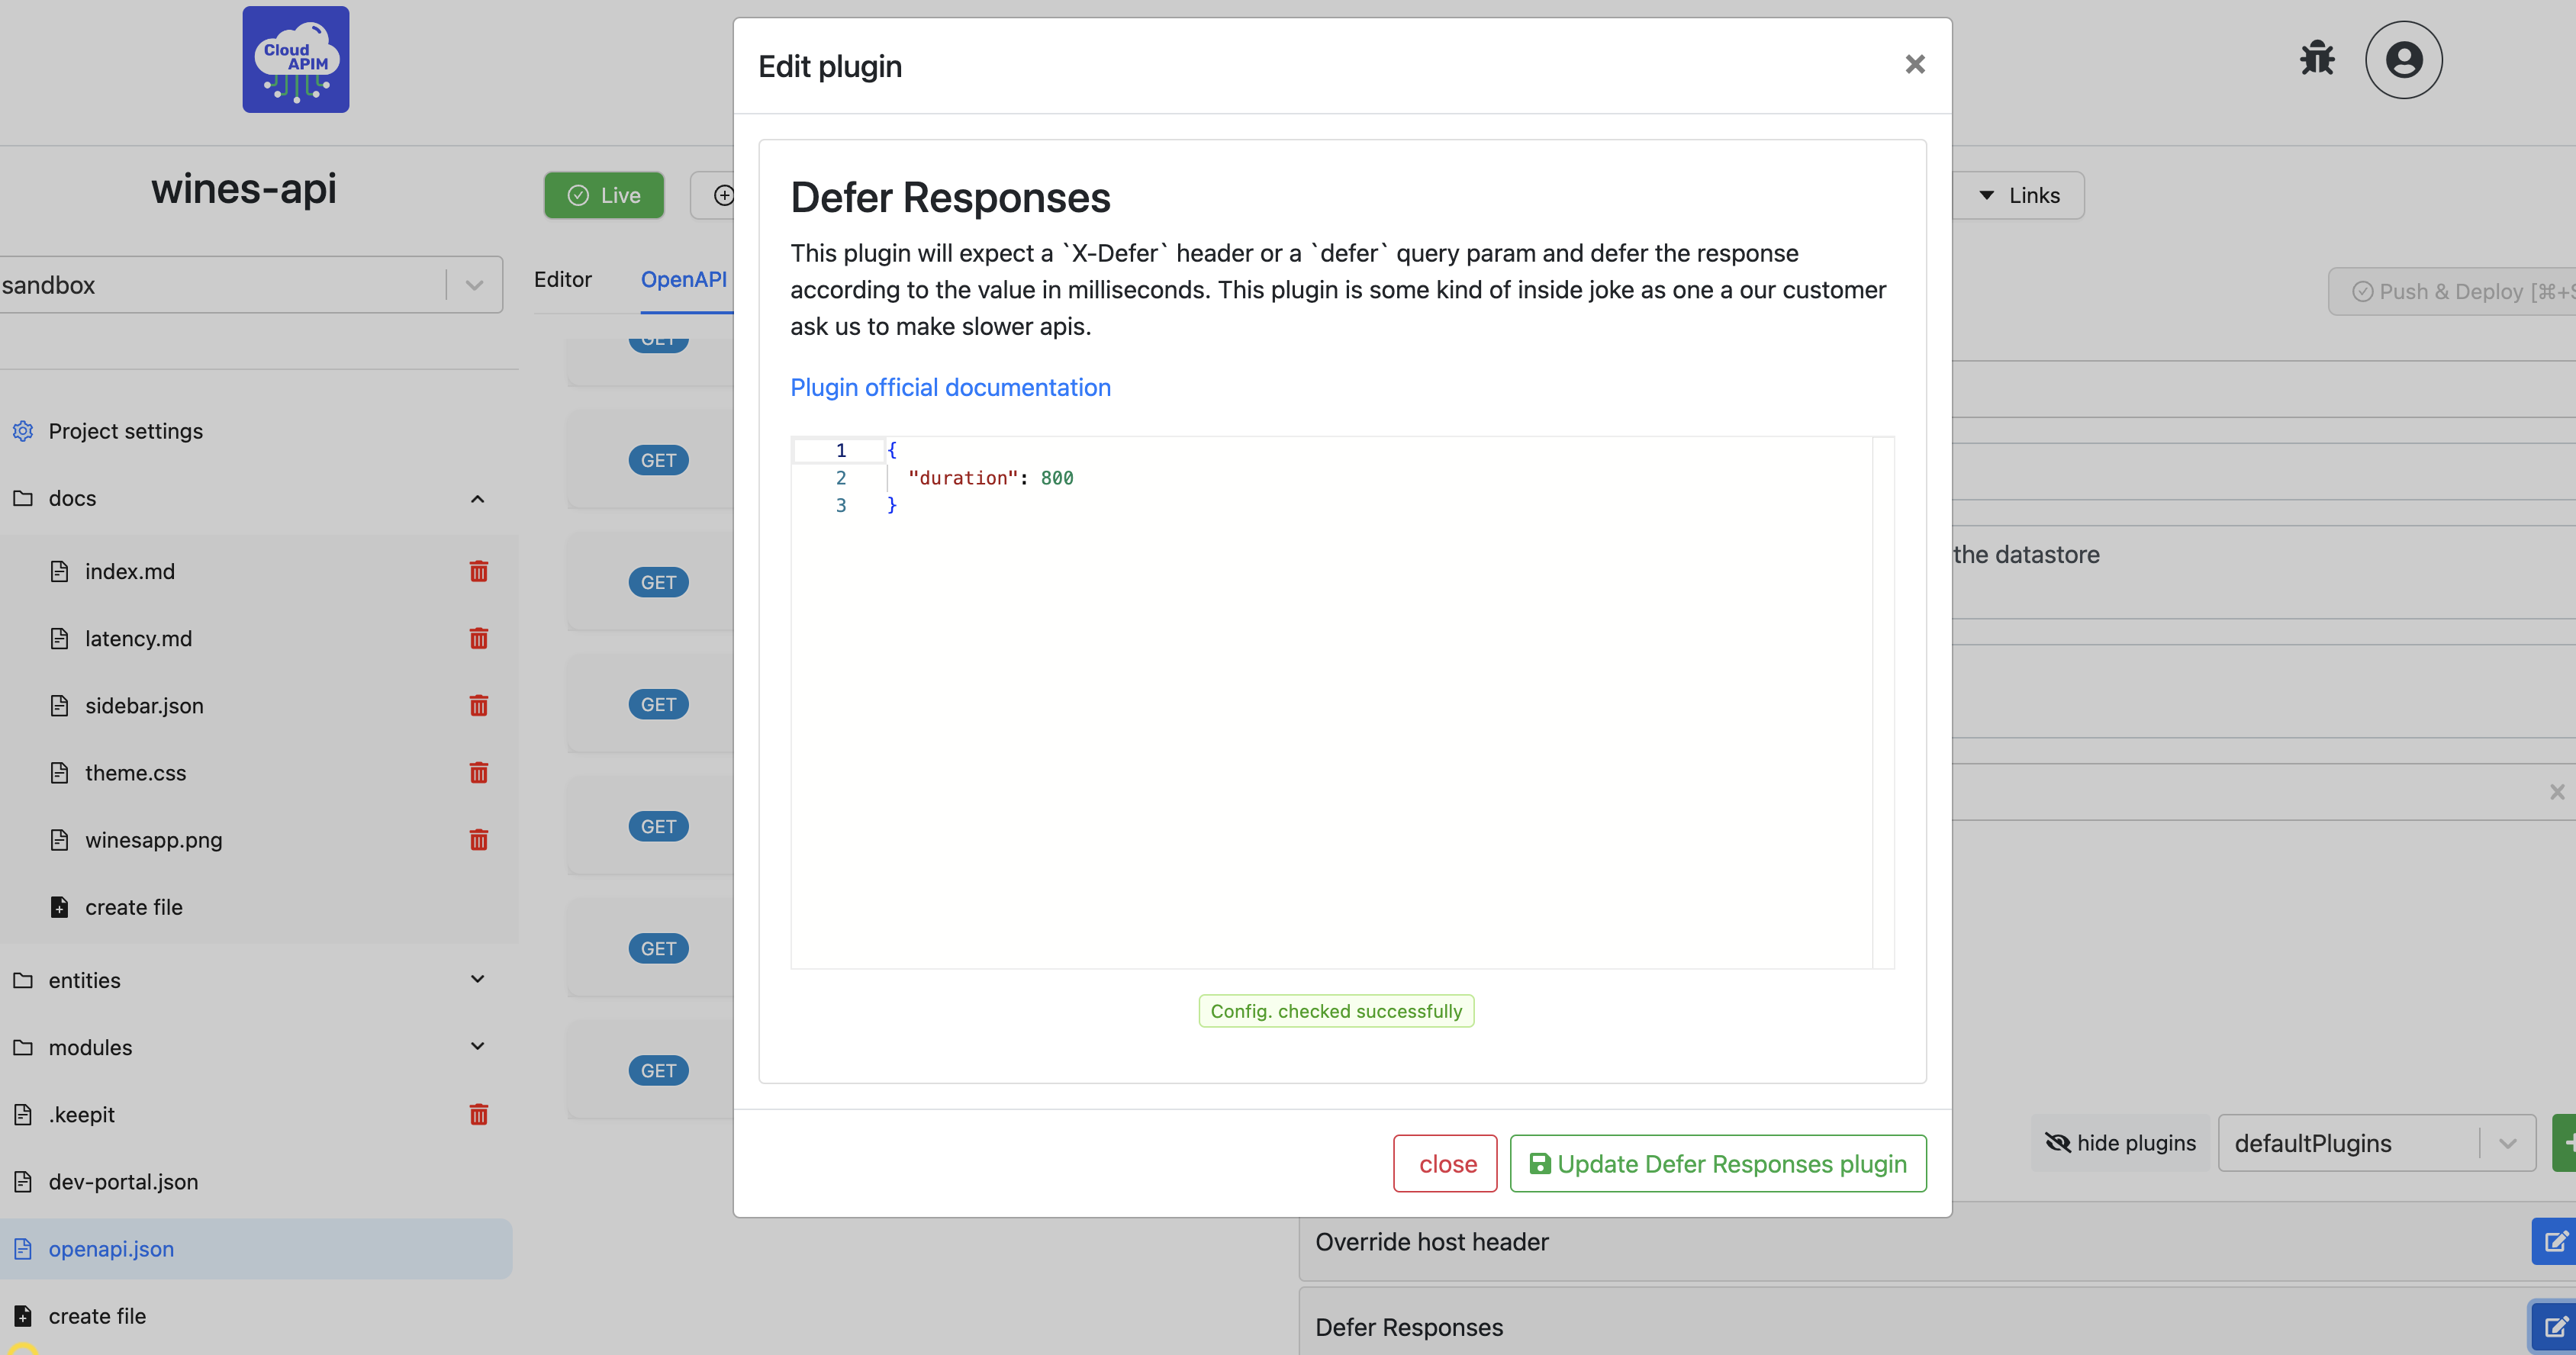 Cloud
APIM
wines-api
sandbox
Project settings
docs
index.md
latency.md
sidebar.json
theme.css
winesapp.png
create file
entities
modules
.keepit
dev-portal.json
openapi.json
create file
Live
Editor
OpenAPI
GET
GET
GET
GET
GET
GET
GET
Edit plugin
Defer Responses
This plugin will expect a `X-Defer` header or a `defer` query param and defer the response
according to the value in milliseconds. This plugin is some kind of inside joke as one a our customer
ask us to make slower apis.
Plugin official documentation
1 {
2 "duration": 800
3 }
Config. checked successfully
close
Update Defer Responses plugin
Links
Push & Deploy [⌘+S
the datastore
hide plugins
defaultPlugins
Override host header
Defer Responses